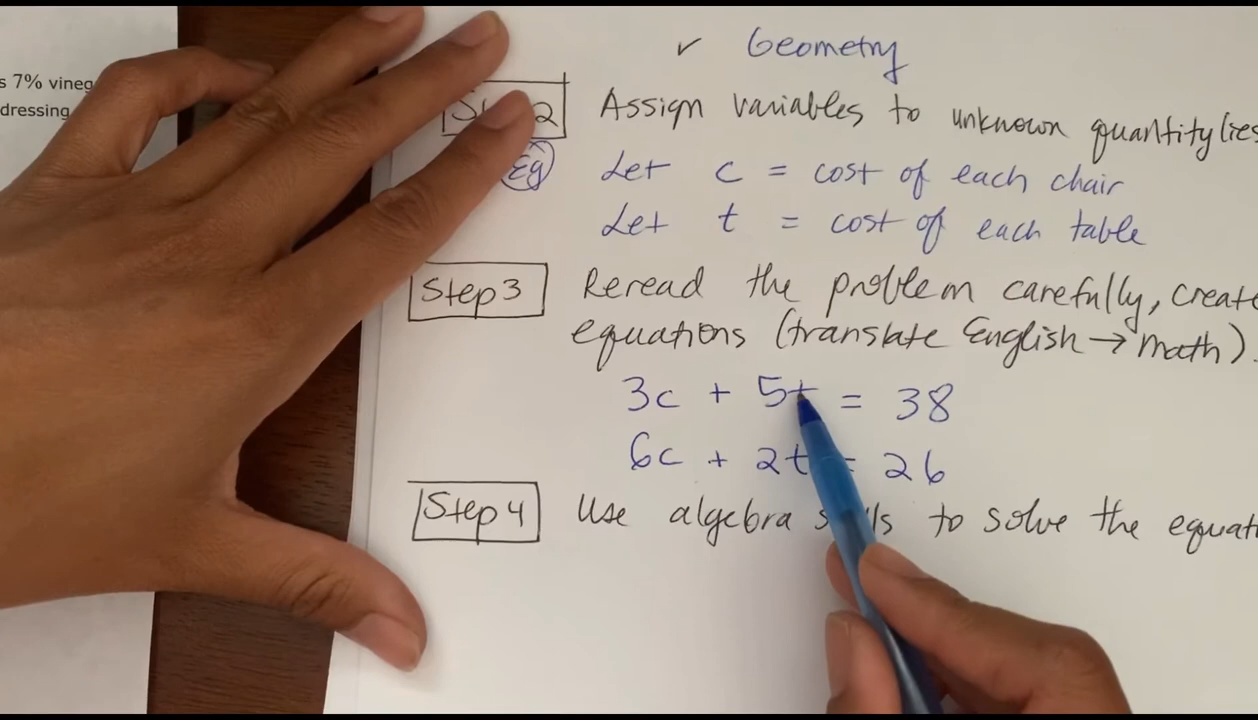 s 7% vineg
dressing
✓ Geometry
2 Assign variables to unknown quantity(ies
Eg Let c = cost of each chair
Let t = cost of each table
Step 3 Reread the problem carefully, create
equations (translate English → math).
3c + 5t = 38
6c + 2t = 26
Step 4 Use algebra to solve the equati